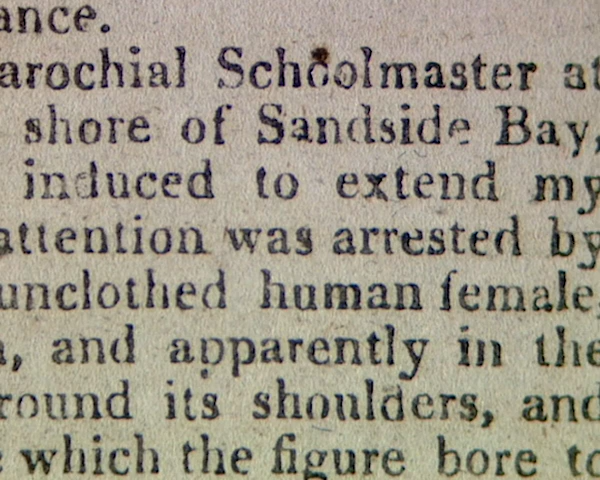 ance.
arochial Schoolmaster at
shore of Sandside Bay,
induced to extend my
attention was arrested by
unclothed human female,
, and apparently in the
round its shoulders, and
which the figure bore to